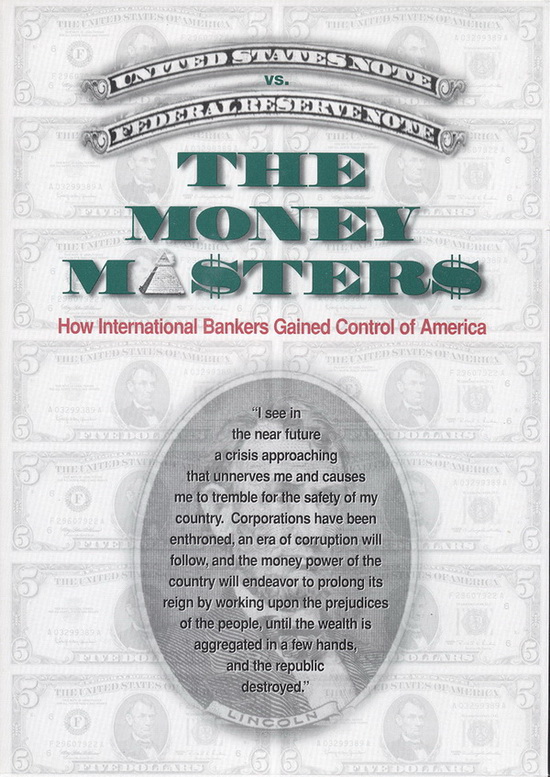 UNITED STATES NOTE
vs.
FEDERAL RESERVE NOTE
THE
MONEY
MA$TER$
How International Bankers Gained Control of America
“I see in
the near future
a crisis approaching
that unnerves me and causes
me to tremble for the safety of my
country. Corporations have been
enthroned, an era of corruption will
follow, and the money power of the
country will endeavor to prolong its
reign by working upon the prejudices
of the people, until the wealth is
aggregated in a few hands,
and the republic
destroyed.”
LINCOLN